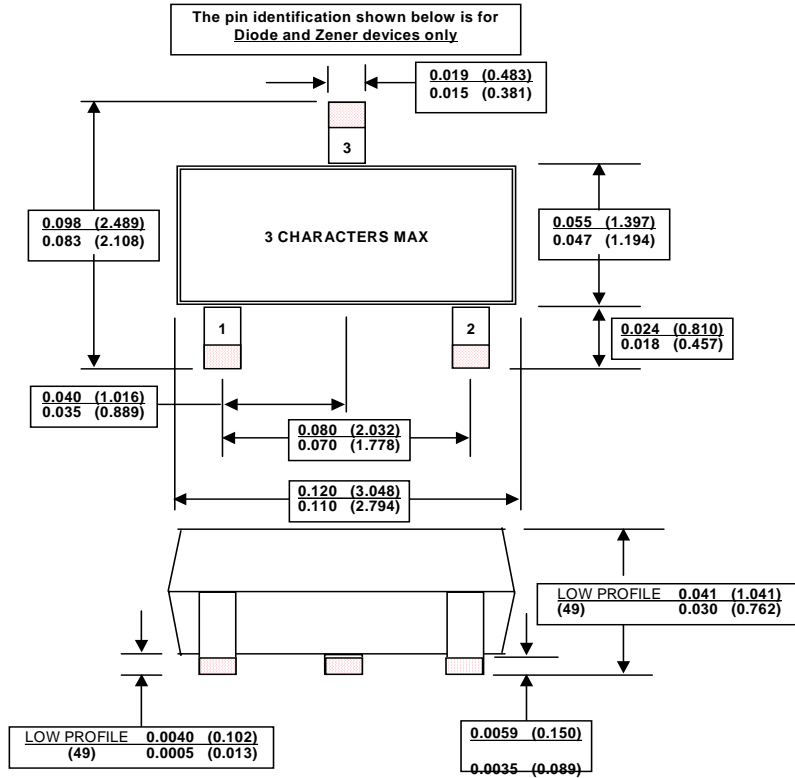 The pin identification shown below is for
Diode and Zener devices only
0.019 (0.483)
0.015 (0.381)
3
0.098 (2.489)
0.083 (2.108)
3 CHARACTERS MAX
0.055 (1.397)
0.047 (1.194)
1
2
0.024 (0.810)
0.018 (0.457)
0.040 (1.016)
0.035 (0.889)
0.080 (2.032)
0.070 (1.778)
0.120 (3.048)
0.110 (2.794)
LOW PROFILE 0.041 (1.041)
(49) 0.030 (0.762)
LOW PROFILE 0.0040 (0.102)
(49) 0.0005 (0.013)
0.0059 (0.150)
0.0035 (0.089)